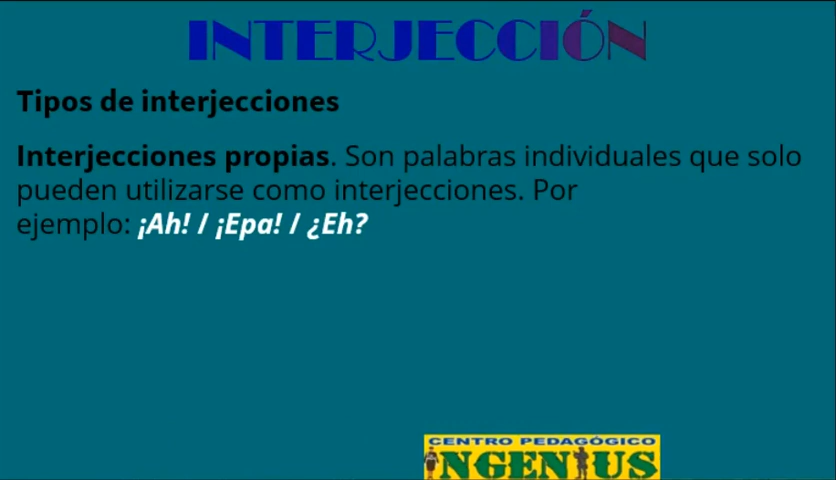 INTERJECCIÓN
Tipos de interjecciones
Interjecciones propias. Son palabras individuales que solo
pueden utilizarse como interjecciones. Por
ejemplo: ¡Ah! / ¡Epa! / ¿Eh?
CENTRO PEDAGÓGICO
INGENIUS